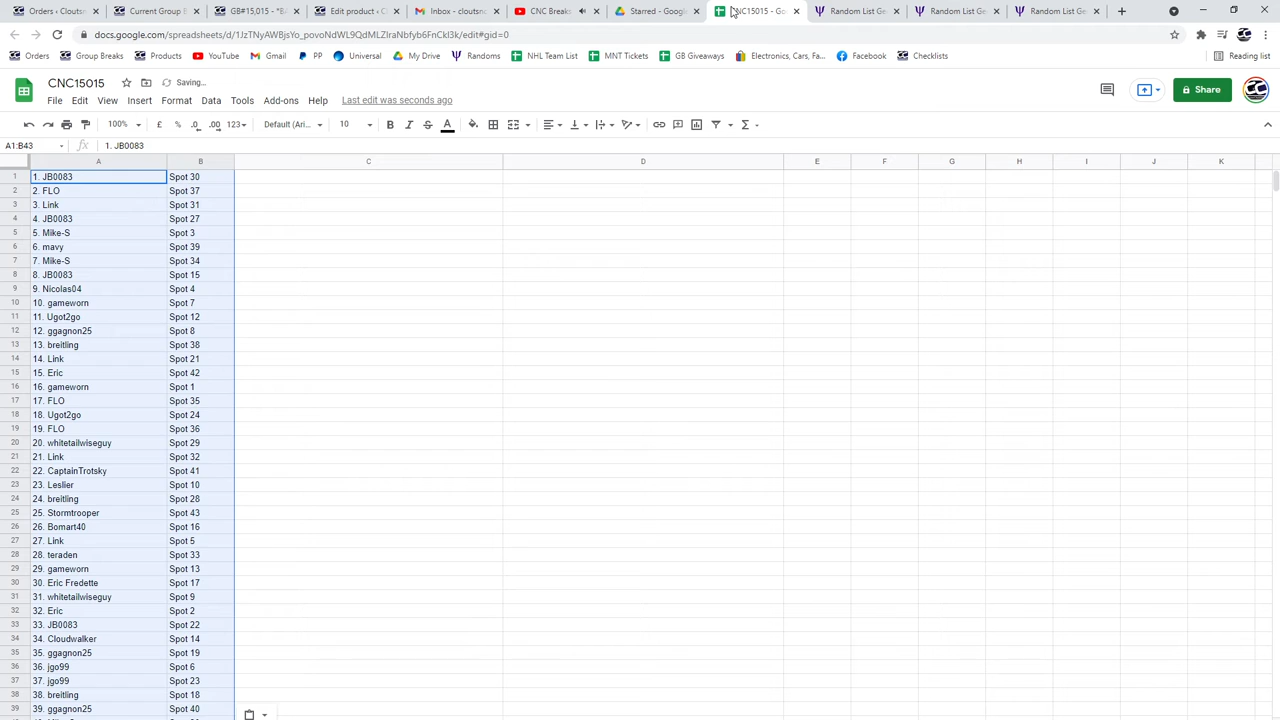 Orders ‹ Clouts
Current Group B
GB#15,015 - *B
Edit product ‹ C
Inbox - cloutsno
CNC Breaks
Starred - Google
CNC15015 - Go
Random List Ge
Random List Ge
Random List Ge
docs.google.com/spreadsheets/d/1JzTNyAWBjsYo_povoNdWL9QdMLZIraNbfyb6FnCkl3k/edit#gid=0
Orders
Group Breaks
Products
YouTube
Gmail
PP
Universal
My Drive
Randoms
NHL Team List
MNT Tickets
GB Giveaways
Electronics, Cars, Fa...
Facebook
Checklists
Reading list
CNC15015
Saving...
File Edit View Insert Format Data Tools Add-ons Help Last edit was seconds ago
Share
100% £ % .0 .00 123 Default (Ari... 10 B I S A
A1:B43 fx 1. JB0083
A B C D E F G H I J K
1 1. JB0083 Spot 30
2 2. FLO Spot 37
3 3. Link Spot 31
4 4. JB0083 Spot 27
5 5. Mike-S Spot 3
6 6. mavy Spot 39
7 7. Mike-S Spot 34
8 8. JB0083 Spot 15
9 9. Nicolas04 Spot 4
10 10. gameworn Spot 7
11 11. Ugot2go Spot 12
12 12. ggagnon25 Spot 8
13 13. breitling Spot 38
14 14. Link Spot 21
15 15. Eric Spot 42
16 16. gameworn Spot 1
17 17. FLO Spot 35
18 18. Ugot2go Spot 24
19 19. FLO Spot 36
20 20. whitetailwiseguy Spot 29
21 21. Link Spot 32
22 22. CaptainTrotsky Spot 41
23 23. Leslier Spot 10
24 24. breitling Spot 28
25 25. Stormtrooper Spot 43
26 26. Bomart40 Spot 16
27 27. Link Spot 5
28 28. teraden Spot 33
29 29. gameworn Spot 13
30 30. Eric Fredette Spot 17
31 31. whitetailwiseguy Spot 9
32 32. Eric Spot 2
33 33. JB0083 Spot 22
34 34. Cloudwalker Spot 14
35 35. ggagnon25 Spot 19
36 36. jgo99 Spot 6
37 37. jgo99 Spot 23
38 38. breitling Spot 18
39 39. ggagnon25 Spot 40